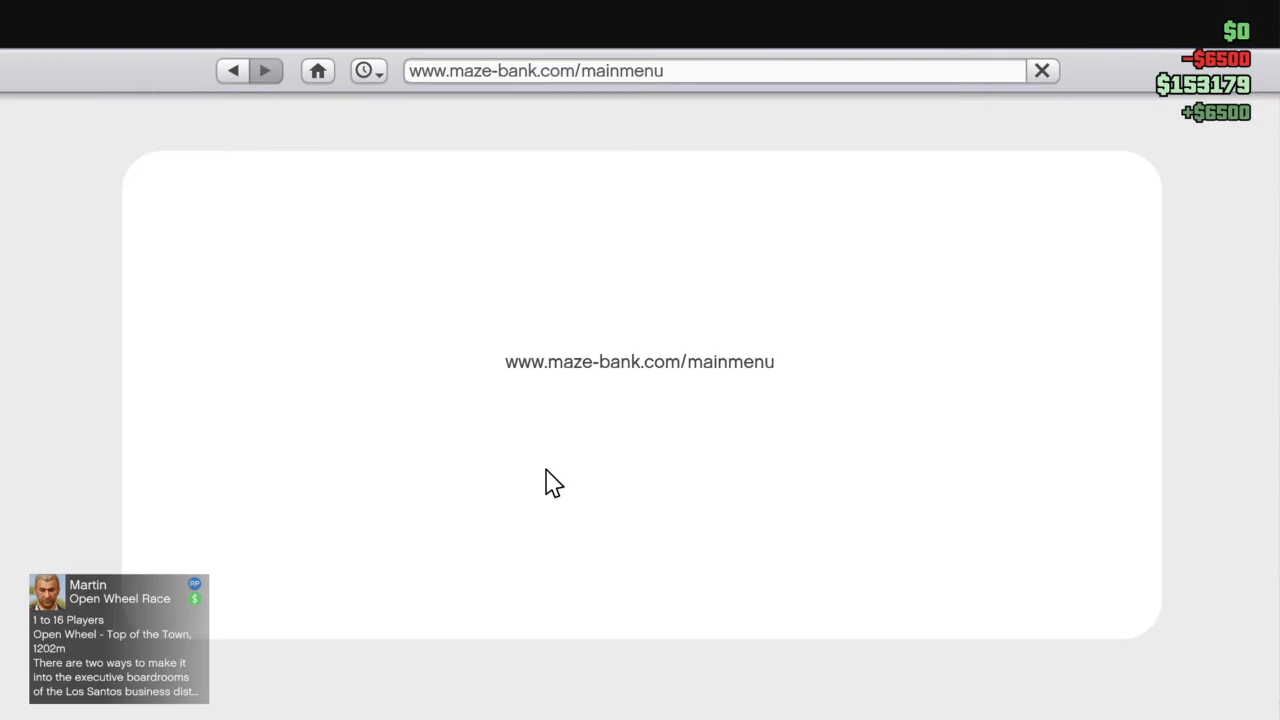 $0
-$6500
www.maze-bank.com/mainmenu
$153179
+$6500
www.maze-bank.com/mainmenu
Martin
RP
Open Wheel Race
$
1 to 16 Players
Open Wheel - Top of the Town,
1202m
There are two ways to make it
into the executive boardrooms
of the Los Santos business dist...